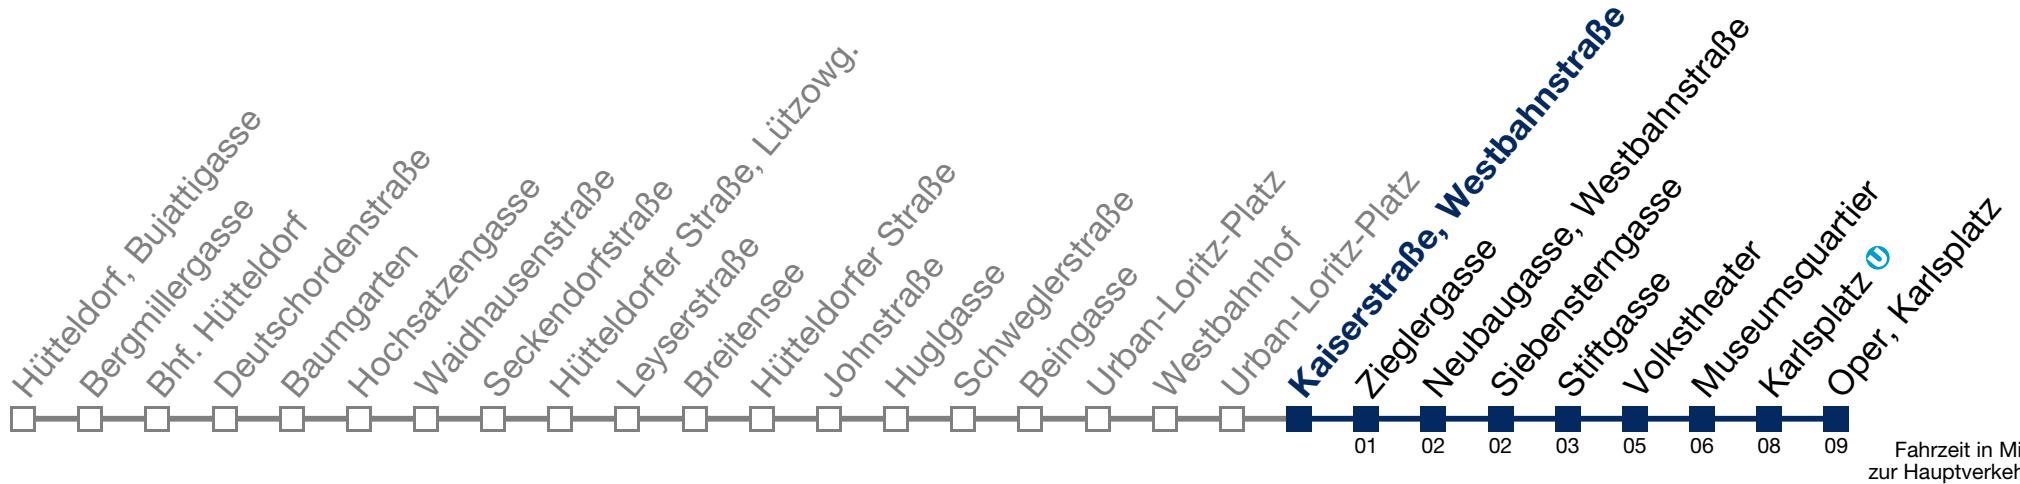 Hütteldorf, Bujattigasse
Bergmillergasse
Bhf. Hütteldorf
Deutschordenstraße
Baumgarten
Hochsatzengasse
Waidhausenstraße
Seckendorfstraße
Hütteldorfer Straße, Lützowg.
Leyserstraße
Breitensee
Hütteldorfer Straße
Johnstraße
Huglgasse
Schweglerstraße
Beingasse
Urban-Loritz-Platz
Westbahnhof
Urban-Loritz-Platz
Kaiserstraße, Westbahnstraße
Zieglergasse
Neubaugasse, Westbahnstraße
Siebensterngasse
Stiftgasse
Volkstheater
Museumsquartier
Karlsplatz U
Oper, Karlsplatz
01 02 02 03 05 06 08 09
Fahrzeit in Mi
zur Hauptverkeh